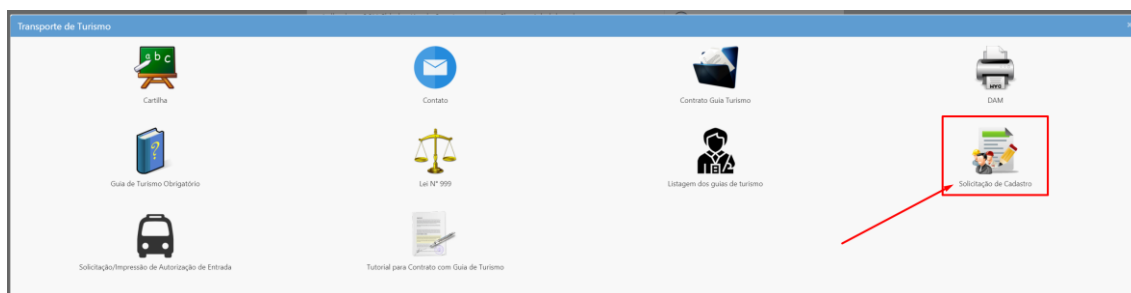 Transporte de Turismo
Cartilha
Contato
Contrato Guia Turismo
DAM
Guia de Turismo Obrigatório
Lei N° 999
Listagem dos guias de turismo
Solicitação de Cadastro
Solicitação/Impressão de Autorização de Entrada
Tutorial para Contrato com Guia de Turismo